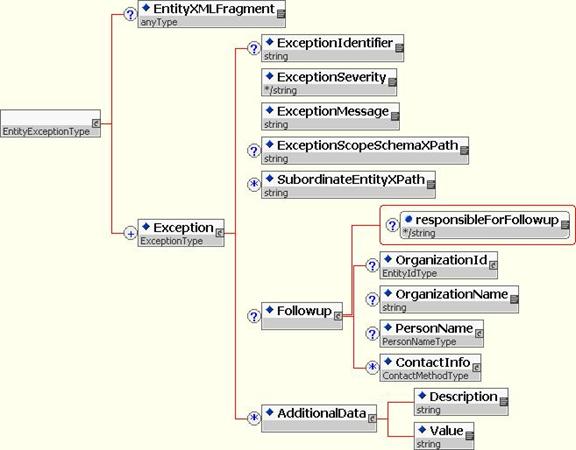 ? EntityXMLFragment
anyType
EntityExceptionType
+ Exception
ExceptionType
? ExceptionIdentifier
string
ExceptionSeverity
*/string
ExceptionMessage
string
? ExceptionScopeSchemaXPath
string
* SubordinateEntityXPath
string
? Followup
? responsibleForFollowup
*/string
? OrganizationId
EntityIdType
? OrganizationName
string
? PersonName
PersonNameType
* ContactInfo
ContactMethodType
* AdditionalData
Description
string
Value
string